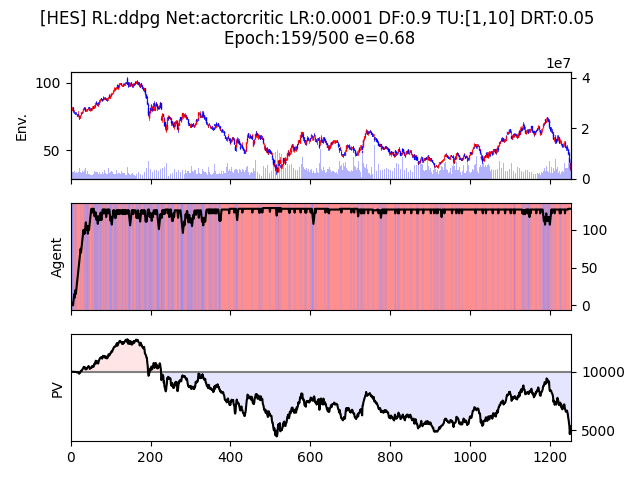 [HES] RL:ddpg Net:actorcritic LR:0.0001 DF:0.9 TU:[1,10] DRT:0.05
Epoch:159/500 e=0.68
1e7
100
50
Env.
4
2
0
Agent
100
50
0
PV
10000
5000
0 200 400 600 800 1000 1200